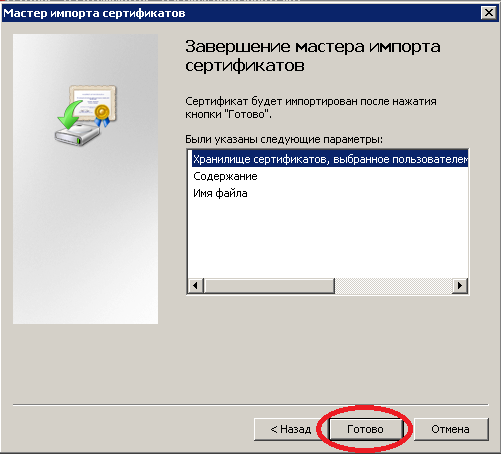 Мастер импорта сертификатов
Завершение мастера импорта
сертификатов
Сертификат будет импортирован после нажатия
кнопки "Готово".
Были указаны следующие параметры:
Хранилище сертификатов, выбранное пользователем
Содержание
Имя файла
< Назад
Готово
Отмена